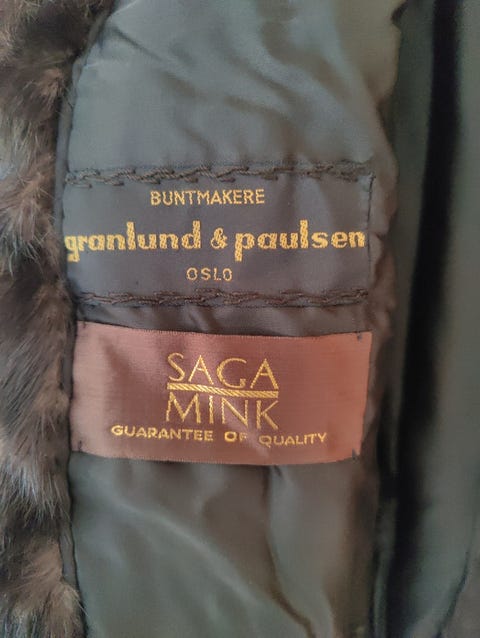 BUNTMAKERE
granlund & paulsen
OSLO
SAGA
MINK
GUARANTEE OF QUALITY